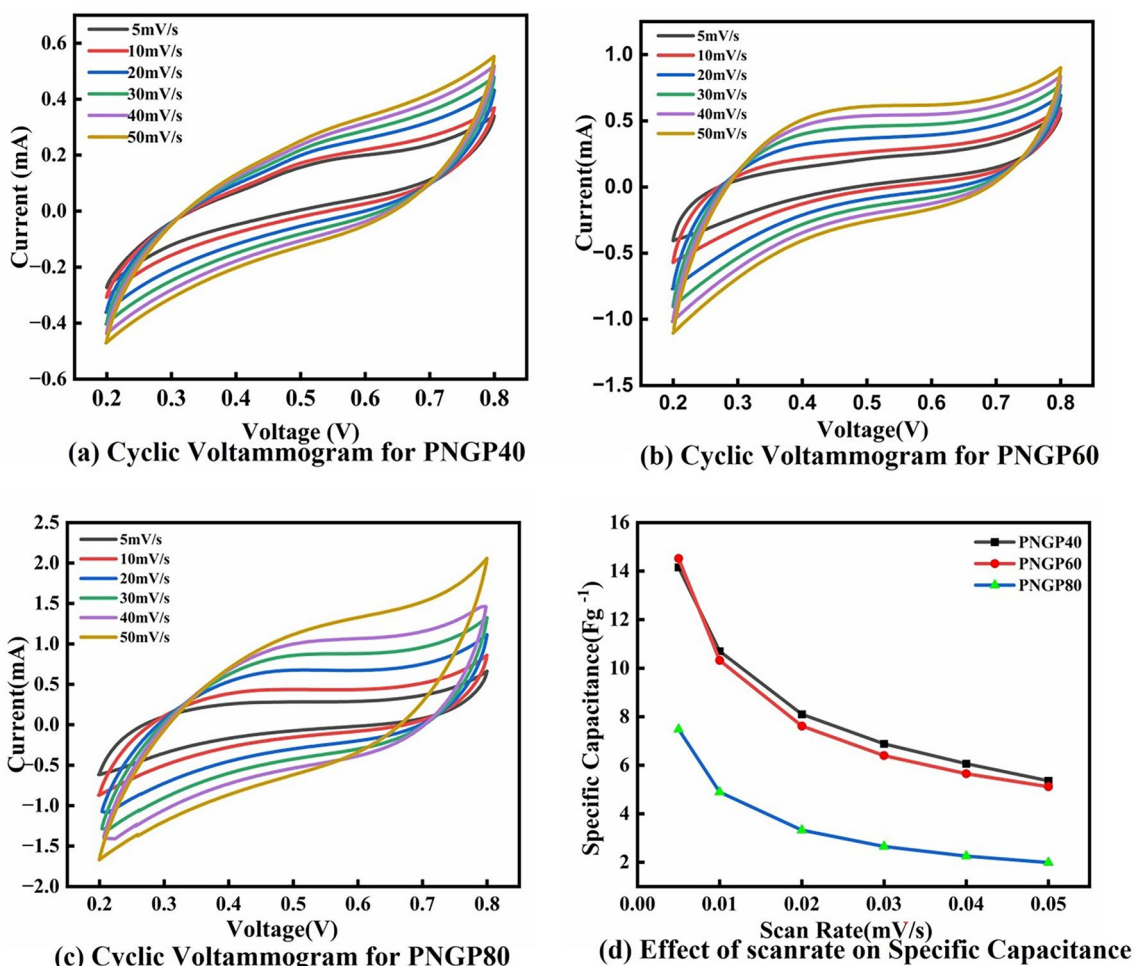 5mV/s
10mV/s
20mV/s
30mV/s
40mV/s
50mV/s
0.6
0.4
0.2
0.0
−0.2
−0.4
−0.6
Current (mA)
0.2 0.3 0.4 0.5 0.6 0.7 0.8
Voltage (V)
(a) Cyclic Voltammogram for PNGP40
5mV/s
10mV/s
20mV/s
30mV/s
40mV/s
50mV/s
1.0
0.5
0.0
−0.5
−1.0
−1.5
Current(mA)
0.2 0.3 0.4 0.5 0.6 0.7 0.8
Voltage(V)
(b) Cyclic Voltammogram for PNGP60
5mV/s
10mV/s
20mV/s
30mV/s
40mV/s
50mV/s
2.5
2.0
1.5
1.0
0.5
0.0
−0.5
−1.0
−1.5
−2.0
Current(mA)
0.2 0.3 0.4 0.5 0.6 0.7 0.8
Voltage(V)
(c) Cyclic Voltammogram for PNGP80
PNGP40
PNGP60
PNGP80
16
14
12
10
8
6
4
2
Specific Capacitance(Fg -1)
0.00 0.01 0.02 0.03 0.04 0.05
Scan Rate(mV/s)
(d) Effect of scanrate on Specific Capacitance